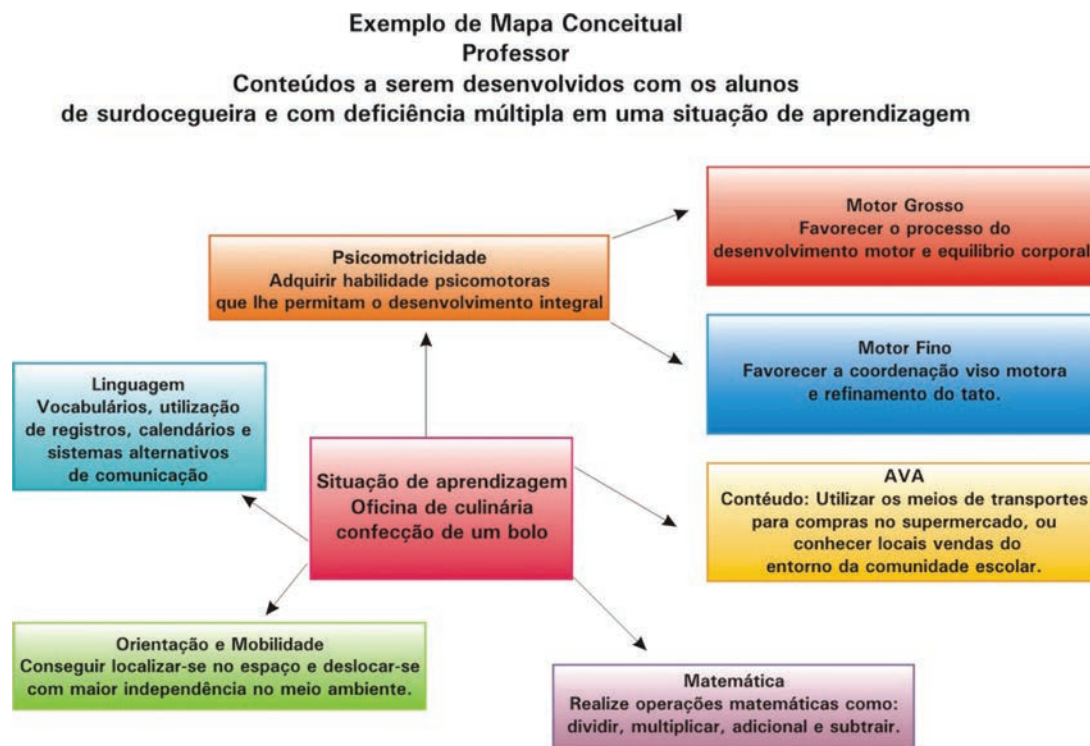 Exemplo de Mapa Conceitual
Professor
Conteúdos a serem desenvolvidos com os alunos
de surdocegueira e com deficiência múltipla em uma situação de aprendizagem
Motor Grosso
Favorecer o processo do
desenvolvimento motor e equilibrio corporal
Psicomotricidade
Adquirir habilidade psicomotoras
que lhe permitam o desenvolvimento integral
Motor Fino
Favorecer a coordenação viso motora
e refinamento do tato.
Linguagem
Vocabulários, utilização
de registros, calendários e
sistemas alternativos
de comunicação
Situação de aprendizagem
Oficina de culinária
confecção de um bolo
AVA
Contéudo: Utilizar os meios de transportes
para compras no supermercado, ou
conhecer locais vendas do
entorno da comunidade escolar.
Orientação e Mobilidade
Conseguir localizar-se no espaço e deslocar-se
com maior independência no meio ambiente.
Matemática
Realize operações matemáticas como:
dividir, multiplicar, adicional e subtrair.